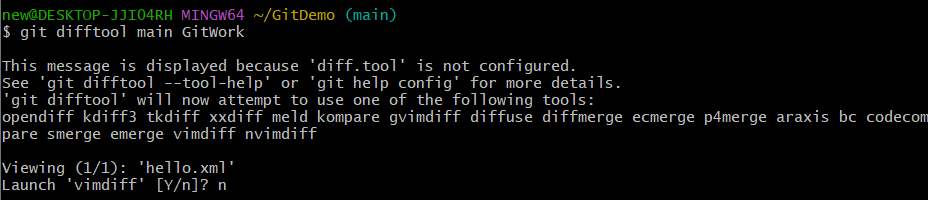 new@DESKTOP-JJIO4RH MINGW64 ~/GitDemo (main)
$ git difftool main GitWork
This message is displayed because 'diff.tool' is not configured.
See 'git difftool --tool-help' or 'git help config' for more details.
'git difftool' will now attempt to use one of the following tools:
opendiff kdiff3 tkdiff xxdiff meld kompare gvimdiff diffuse diffmerge ecmerge p4merge araxis bc codecom
pare smerge emerge vimdiff nvimdiff
Viewing (1/1): 'hello.xml'
Launch 'vimdiff' [Y/n]? n